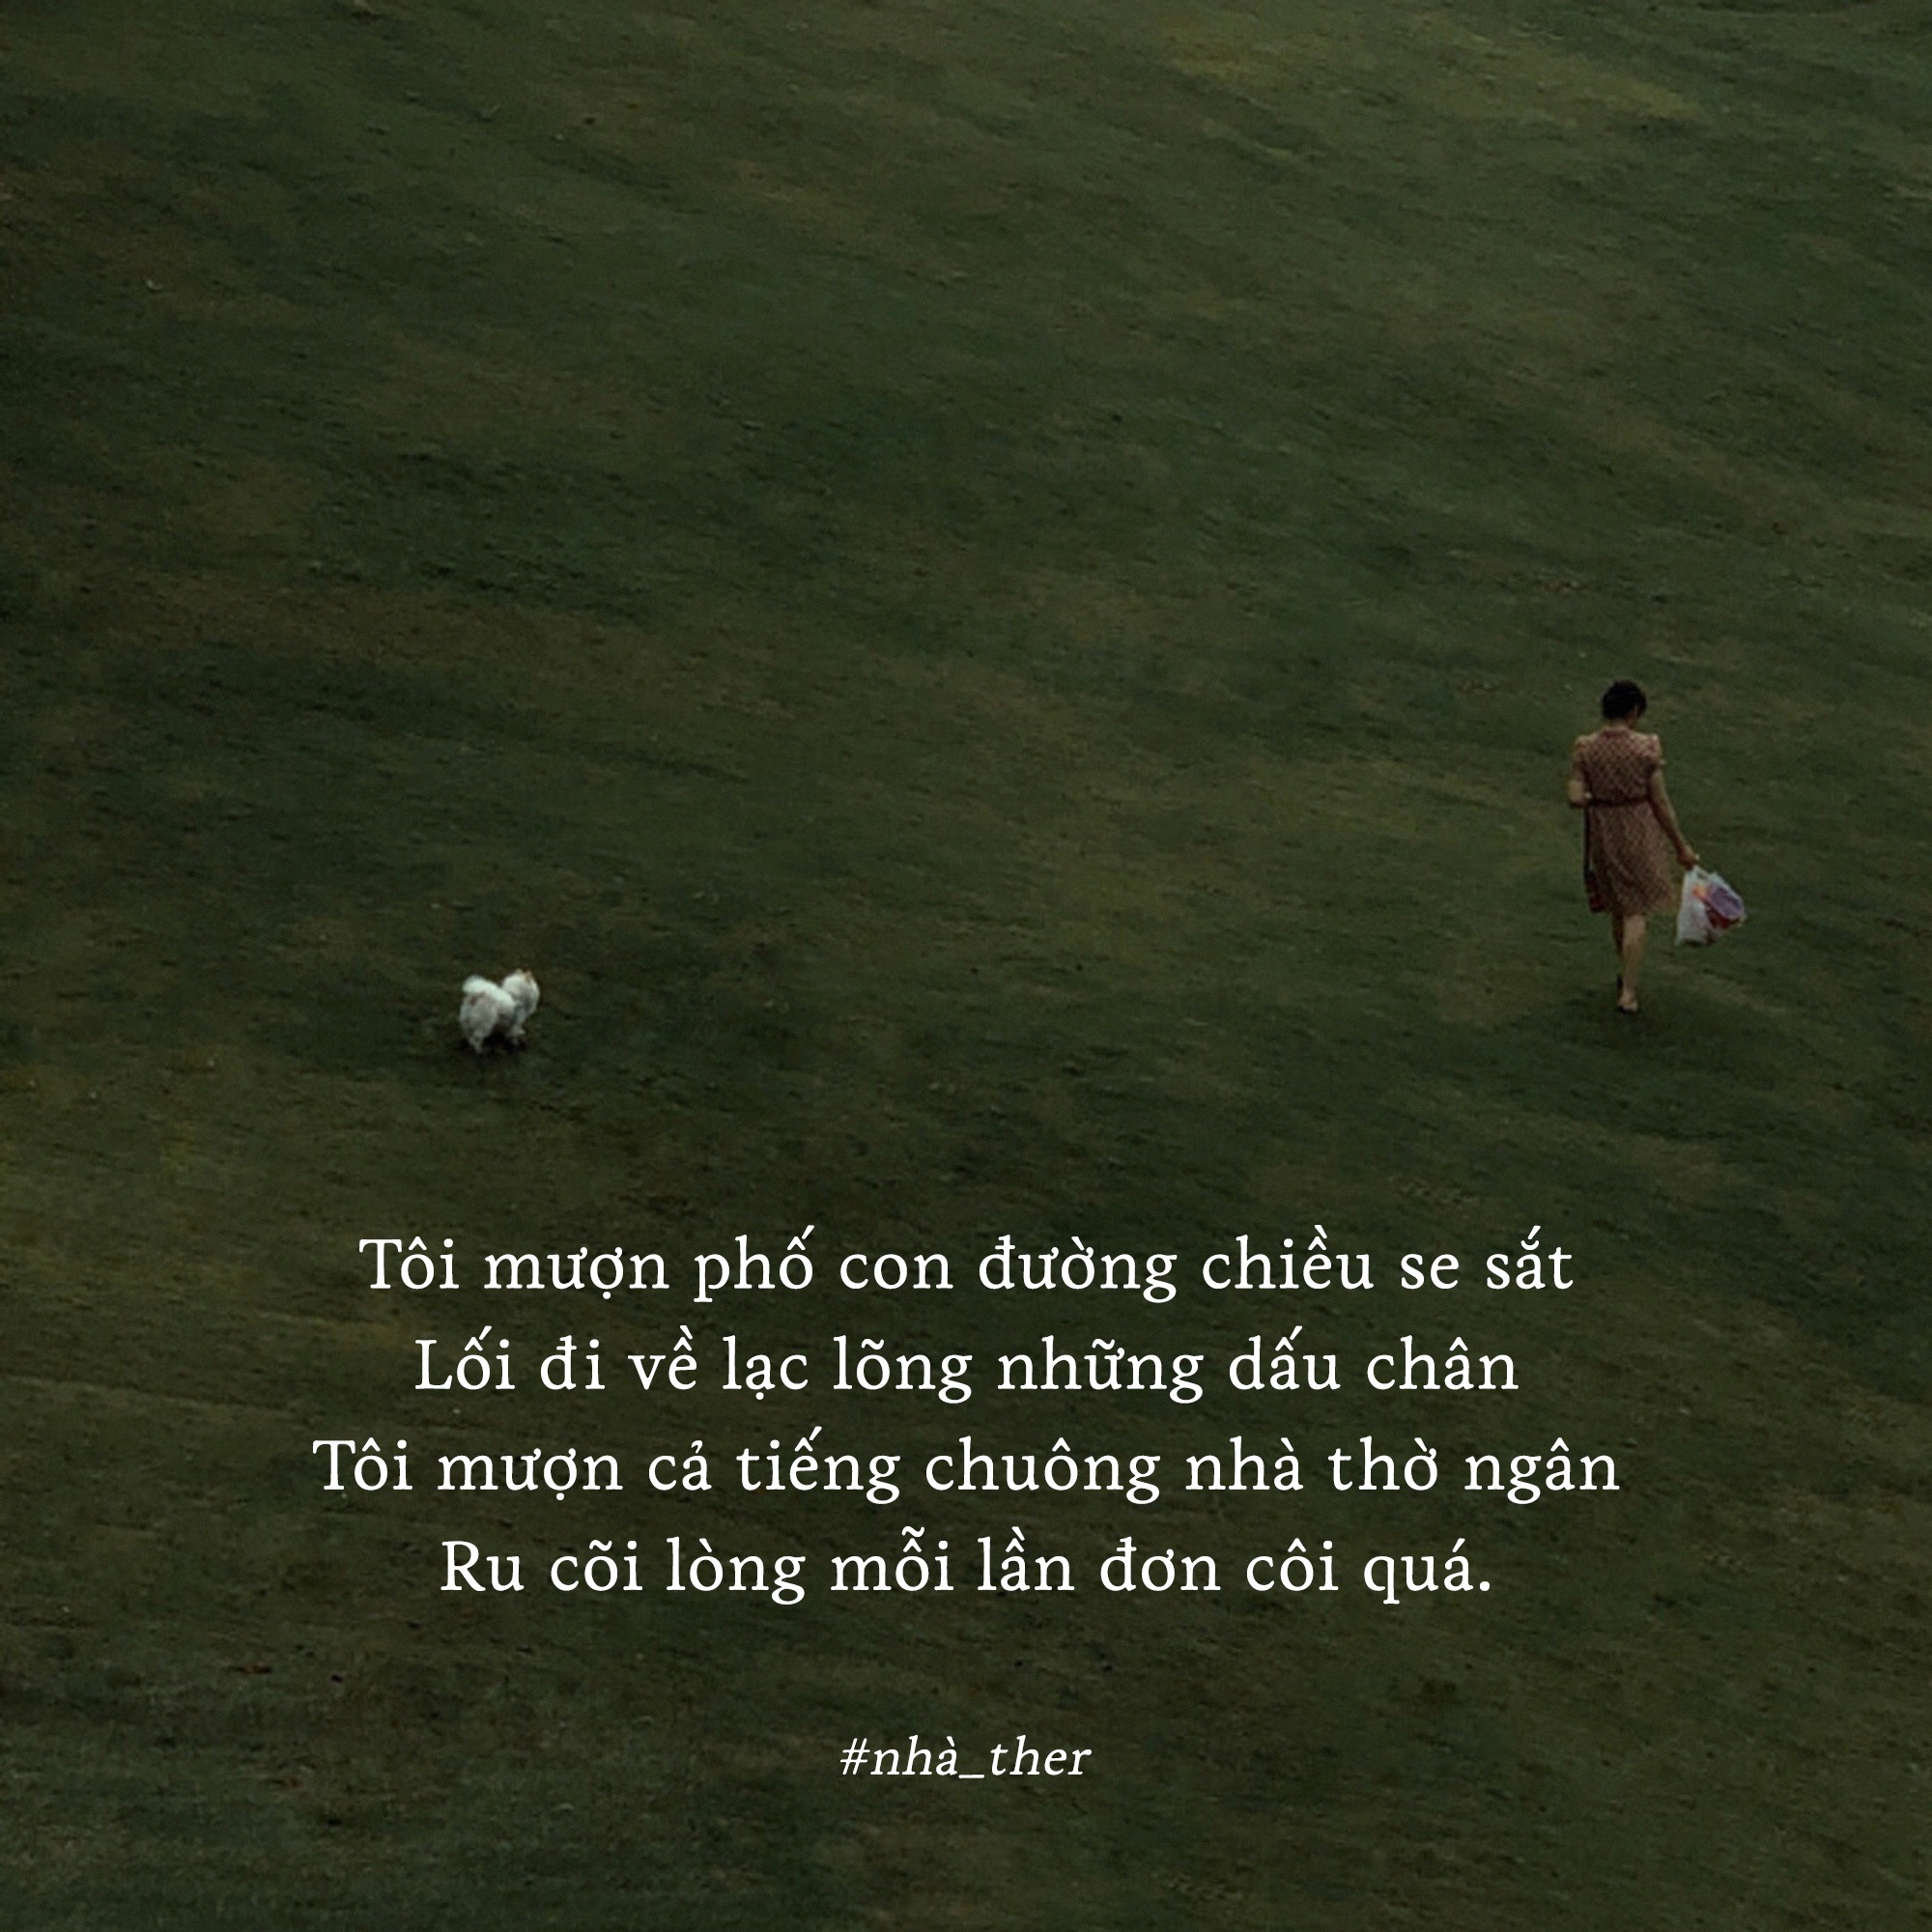 Tôi mượn phố con đường chiều se sắt
Lối đi về lạc lõng những dấu chân
Tôi mượn cả tiếng chuông nhà thờ ngân
Ru cõi lòng mỗi lần đơn côi quá.
#nhà_ther